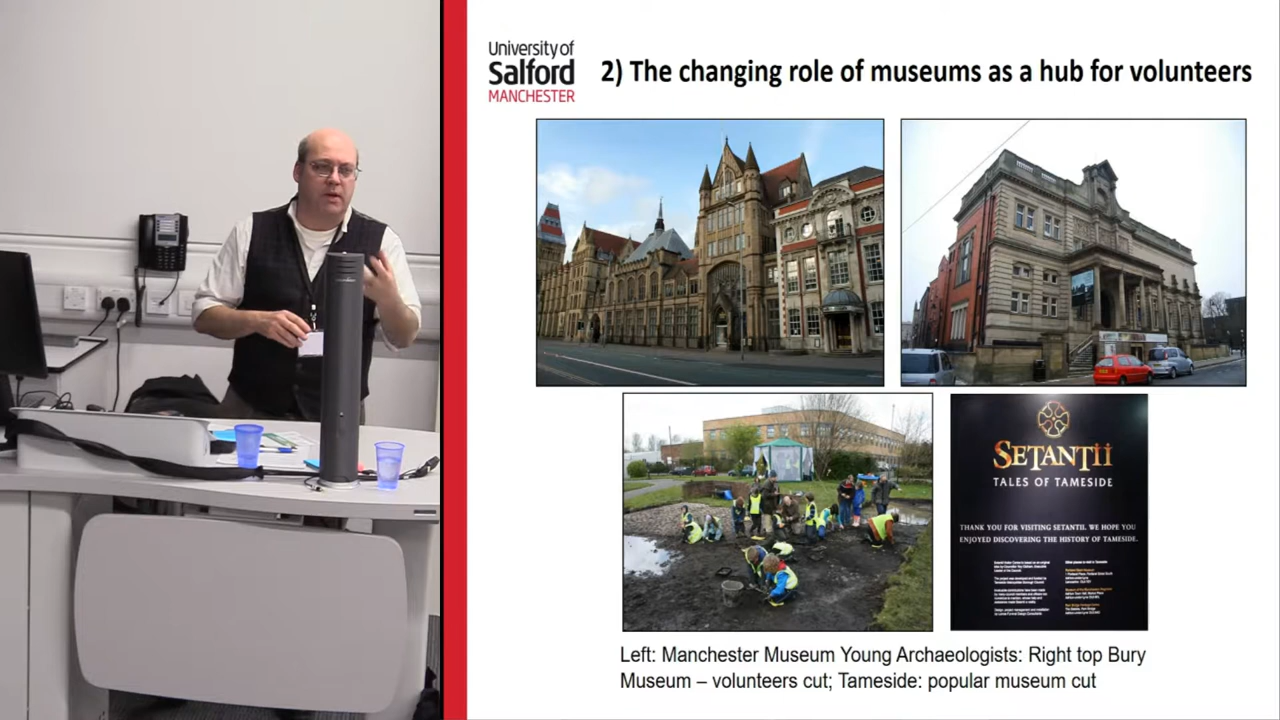 University of
Salford
MANCHESTER
2) The changing role of museums as a hub for volunteers
SETANTII
TALES OF TAMESIDE
THANK YOU FOR VISITING SETANTII. WE HOPE YOU
ENJOYED DISCOVERING THE HISTORY OF TAMESIDE.
Left: Manchester Museum Young Archaeologists: Right top Bury
Museum – volunteers cut; Tameside: popular museum cut